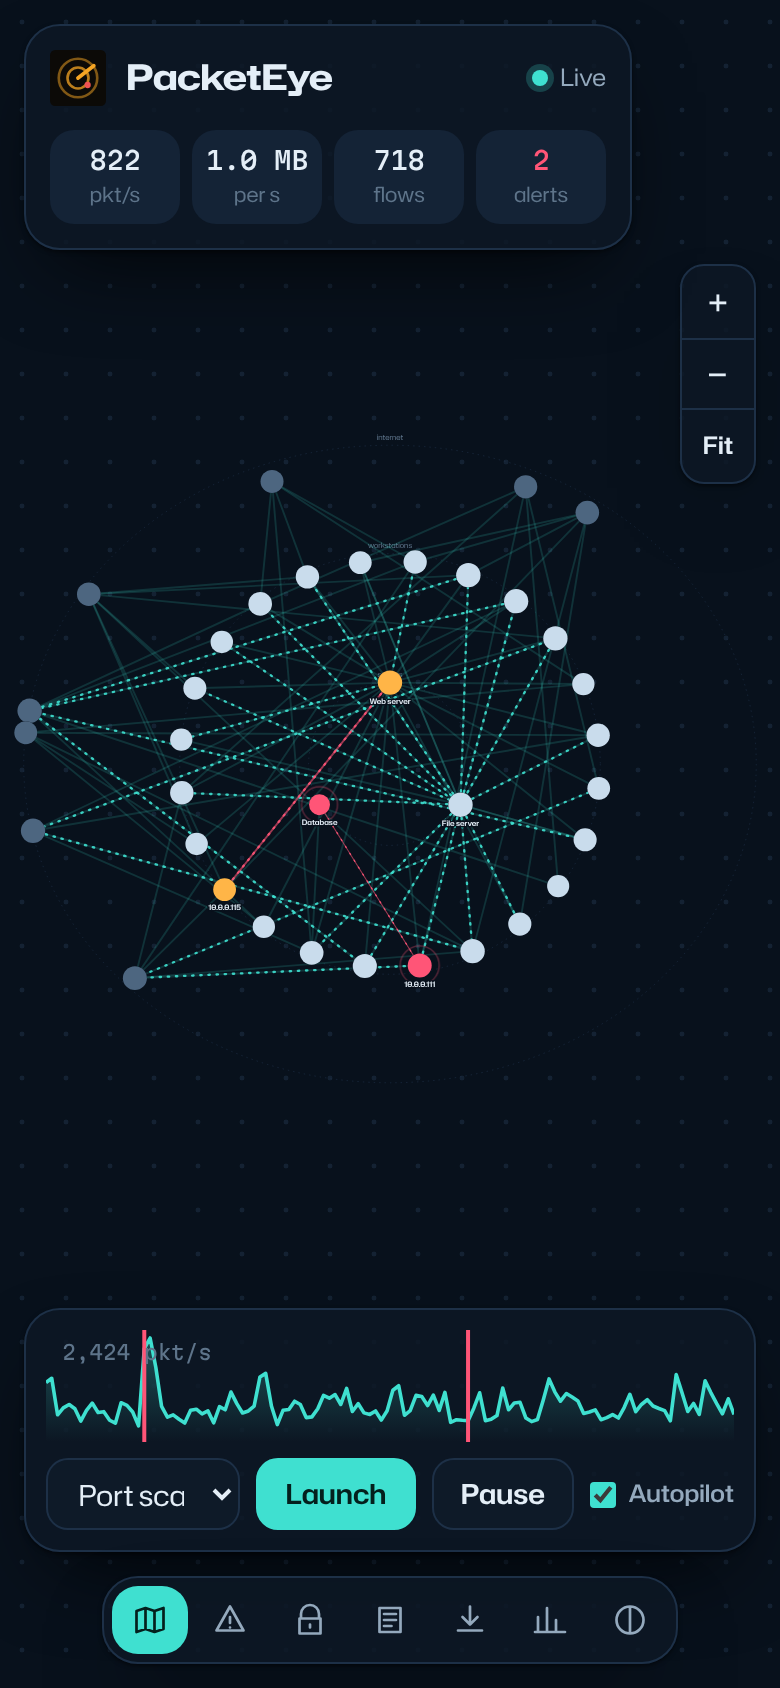 PacketEye
Live
822
pkt/s
1.0 MB
per s
718
flows
2
alerts
+
−
Fit
internet
workstations
Web server
Database
File server
10.0.0.115
10.0.0.111
2,424 pkt/s
Port sca
Launch
Pause
Autopilot